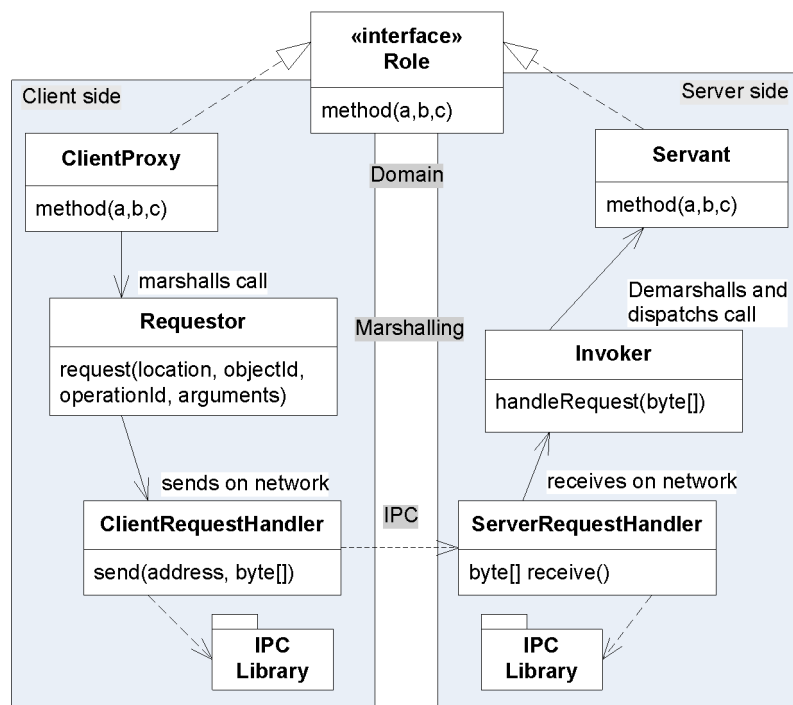 «interface»
Role
method(a,b,c)
Client side
Server side
ClientProxy
method(a,b,c)
Domain
Servant
method(a,b,c)
marshalls call
Requestor
request(location, objectId,
operationId, arguments)
Marshalling
Demarshalls and
dispatchs call
Invoker
handleRequest(byte[])
sends on network
receives on network
ClientRequestHandler
send(address, byte[])
IPC
ServerRequestHandler
byte[] receive()
IPC
Library
IPC
Library